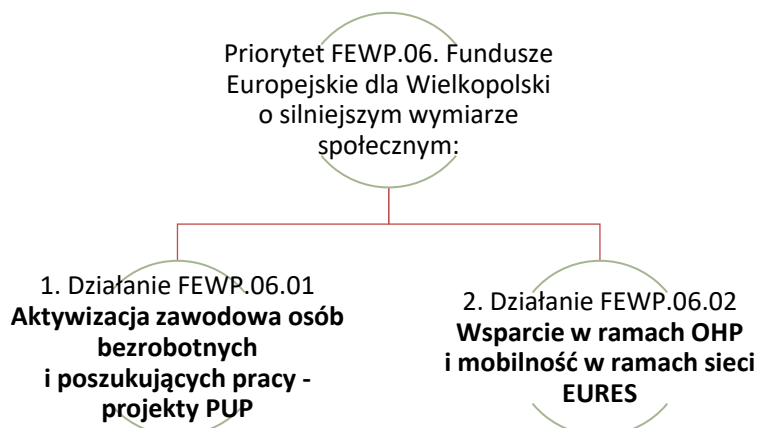 Priorytet FEWP.06. Fundusze
Europejskie dla Wielkopolski
o silniejszym wymiarze
społecznym:
1. Działanie FEWP.06.01
Aktywizacja zawodowa osób
bezrobotnych
i poszukujących pracy -
projekty PUP
2. Działanie FEWP.06.02
Wsparcie w ramach OHP
i mobilność w ramach sieci
EURES